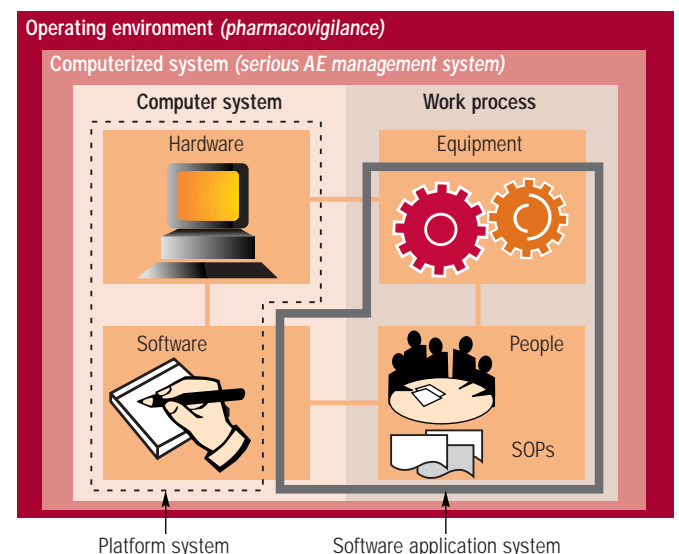 Operating environment (pharmacovigilance)
Computerized system (serious AE management system)
Computer system
Work process
Hardware
Equipment
Software
People
SOPs
Platform system
Software application system